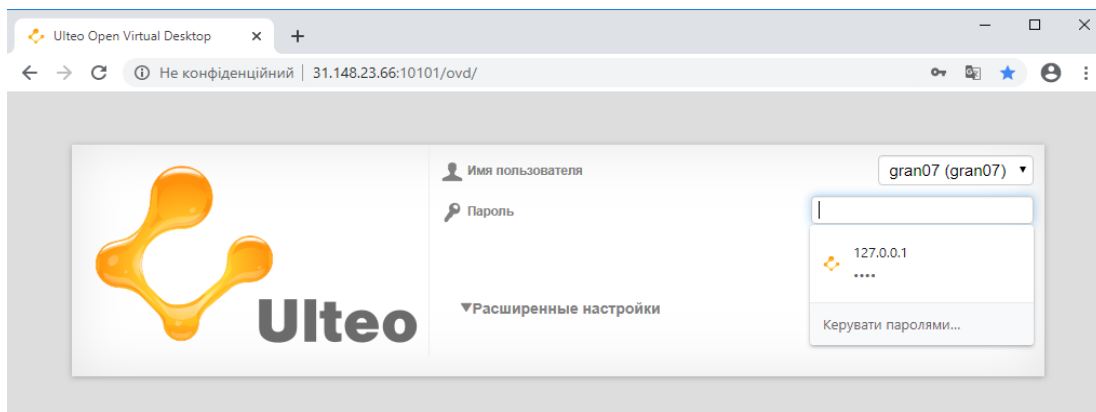 Ulteo Open Virtual Desktop
Не конфіденційний | 31.148.23.66:10101/ovd/
Имя пользователя
gran07 (gran07)
Пароль
127.0.0.1
••••
Ulteo
Расширенные настройки
Керувати паролями...